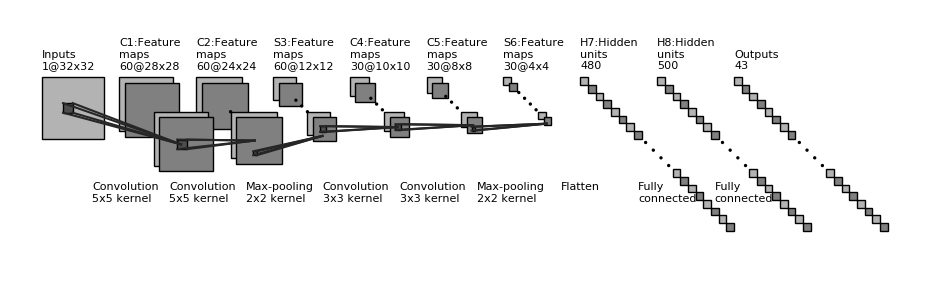 Inputs
1@32x32
C1:Feature
maps
60@28x28
C2:Feature
maps
60@24x24
S3:Feature
maps
60@12x12
C4:Feature
maps
30@10x10
C5:Feature
maps
30@8x8
S6:Feature
maps
30@4x4
H7:Hidden
units
480
H8:Hidden
units
500
Outputs
43
Convolution
5x5 kernel
Convolution
5x5 kernel
Max-pooling
2x2 kernel
Convolution
3x3 kernel
Convolution
3x3 kernel
Max-pooling
2x2 kernel
Flatten
Fully
connected
Fully
connected